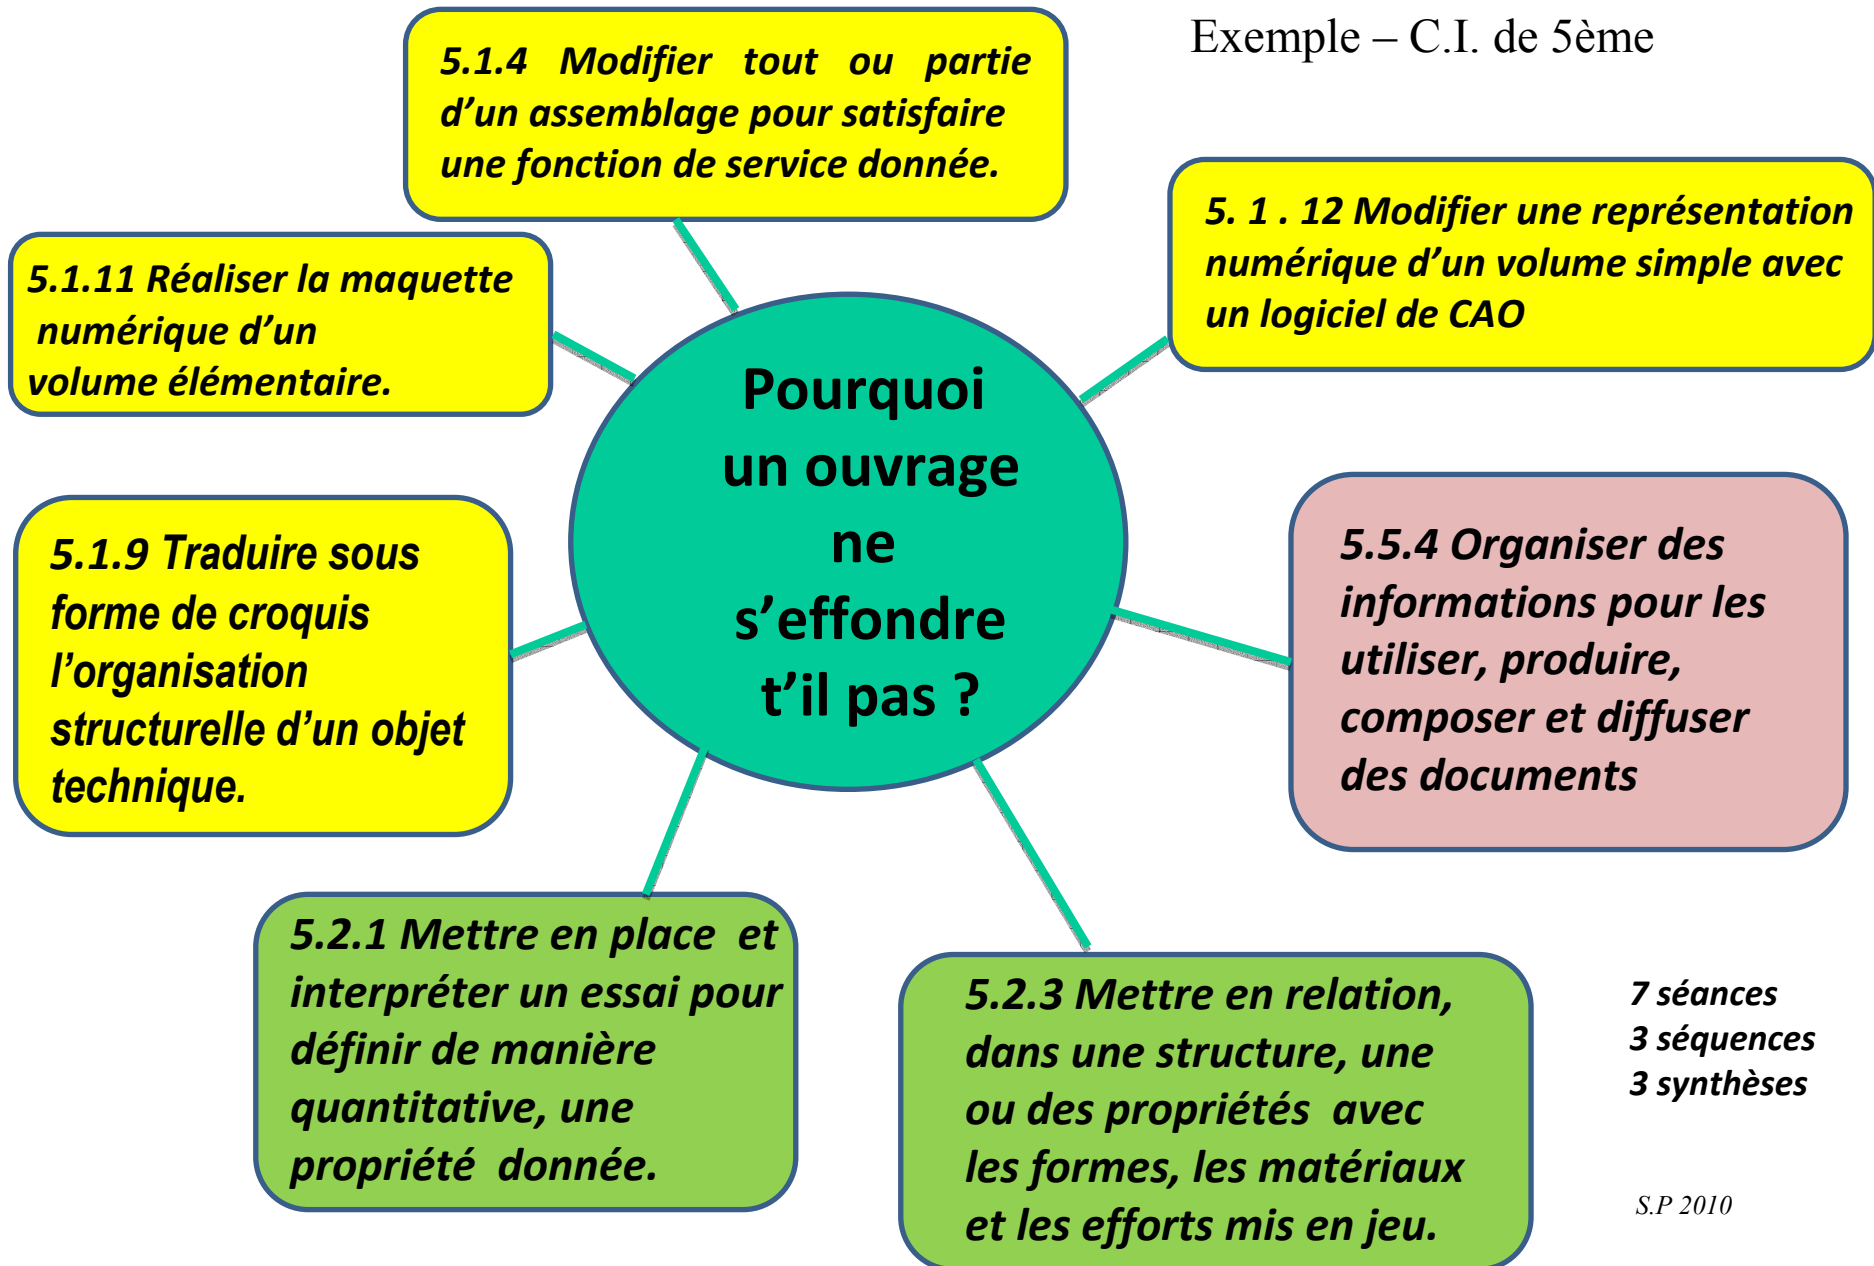 Exemple – C.I. de 5ème
5.1.4 Modifier tout ou partie
d’un assemblage pour satisfaire
une fonction de service donnée.
5. 1 . 12 Modifier une représentation
numérique d’un volume simple avec
un logiciel de CAO
5.1.11 Réaliser la maquette
numérique d’un
volume élémentaire.
Pourquoi
un ouvrage
ne
s’effondre
t’il pas ?
5.1.9 Traduire sous
forme de croquis
l’organisation
structurelle d’un objet
technique.
5.5.4 Organiser des
informations pour les
utiliser, produire,
composer et diffuser
des documents
5.2.1 Mettre en place et
interpréter un essai pour
définir de manière
quantitative, une
propriété donnée.
5.2.3 Mettre en relation,
dans une structure, une
ou des propriétés avec
les formes, les matériaux
et les efforts mis en jeu.
7 séances
3 séquences
3 synthèses
S.P 2010